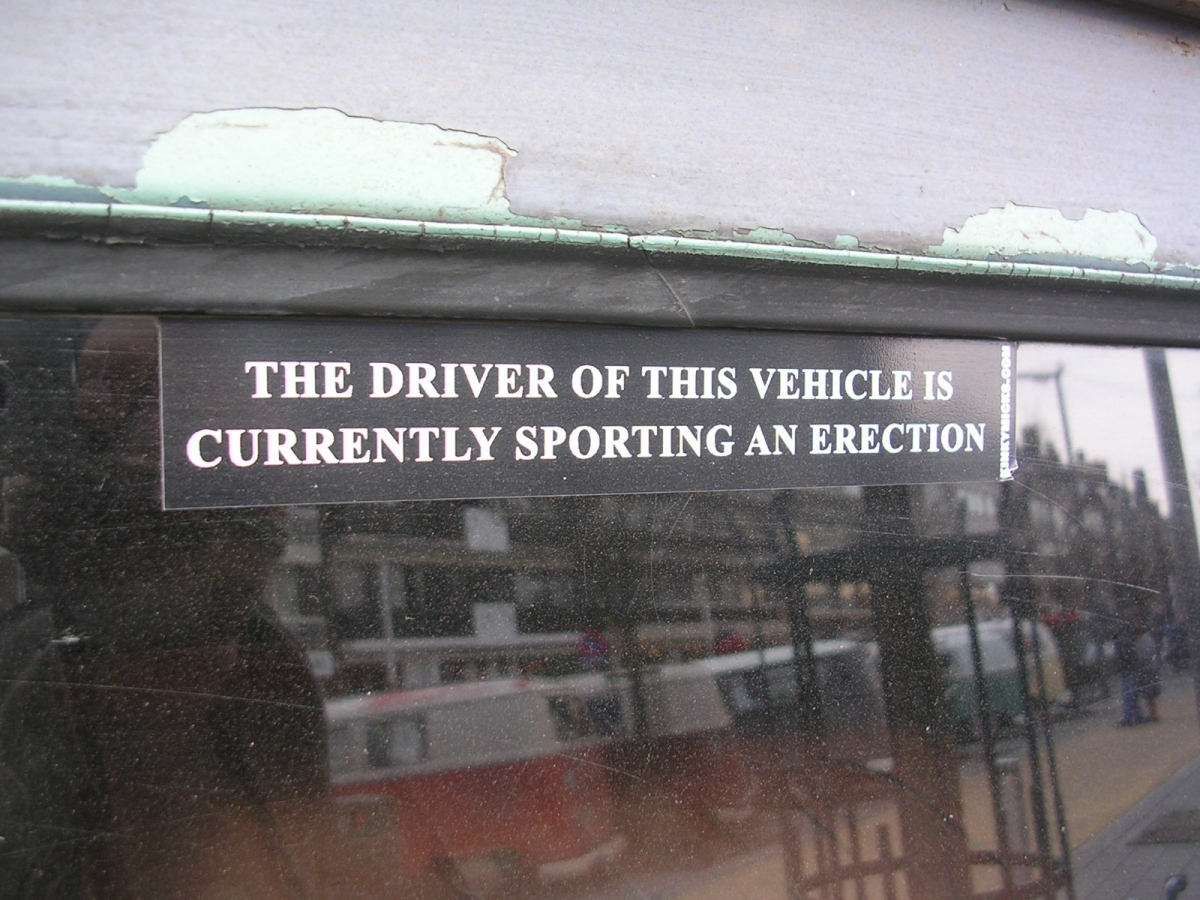 THE DRIVER OF THIS VEHICLE IS
CURRENTLY SPORTING AN ERECTION